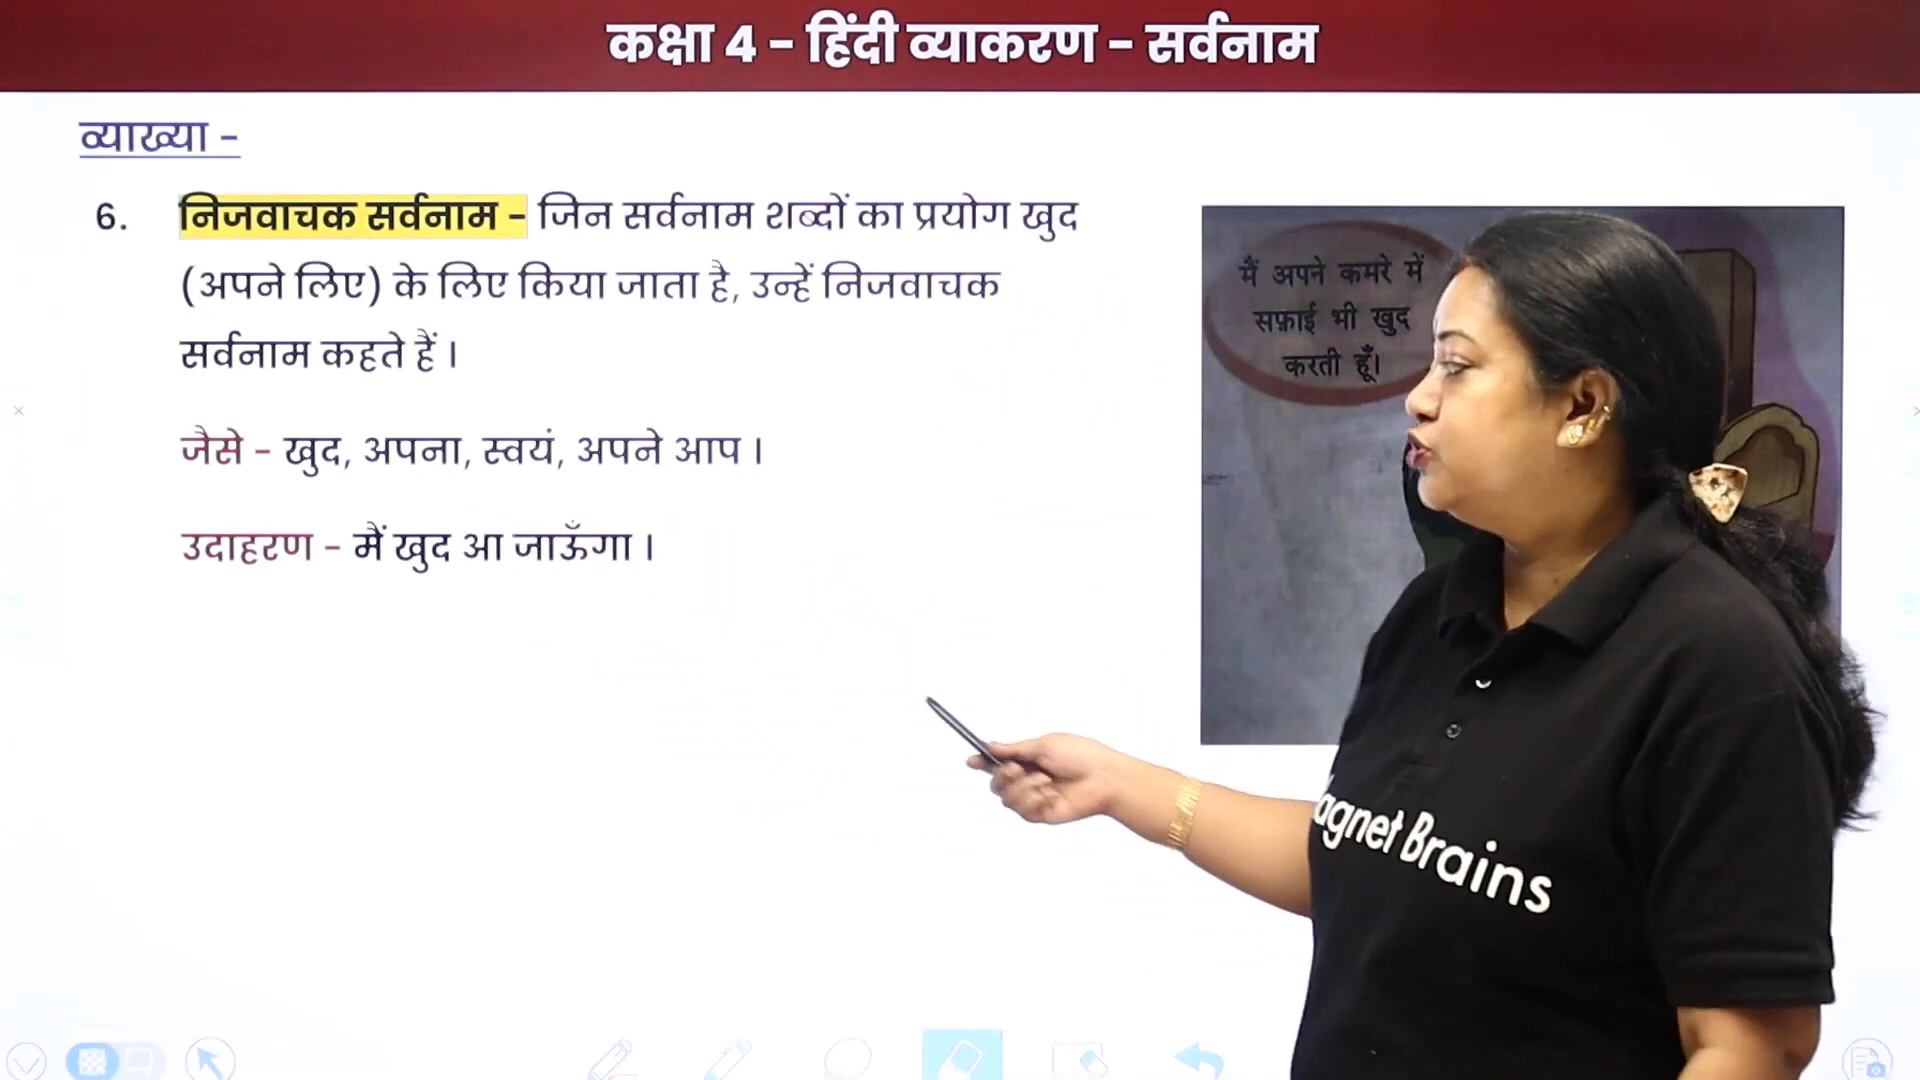 कक्षा 4 - हिंदी व्याकरण - सर्वनाम
व्याख्या -
6. निजवाचक सर्वनाम - जिन सर्वनाम शब्दों का प्रयोग खुद
(अपने लिए) के लिए किया जाता है, उन्हें निजवाचक
सर्वनाम कहते हैं ।
जैसे - खुद, अपना, स्वयं, अपने आप ।
उदाहरण - मैं खुद आ जाऊँगा ।
मैं अपने कमरे में
सफ़ाई भी खुद
करती हूँ।
agnet Brains